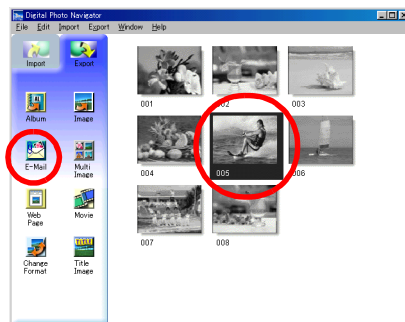 Digital Photo Navigator
File Edit Import Export Window Help
Import Export
001 002 003
Album Image
E-Mail Multi Image
004 005 006
Web Page Movie
007 008
Change Format Title Image